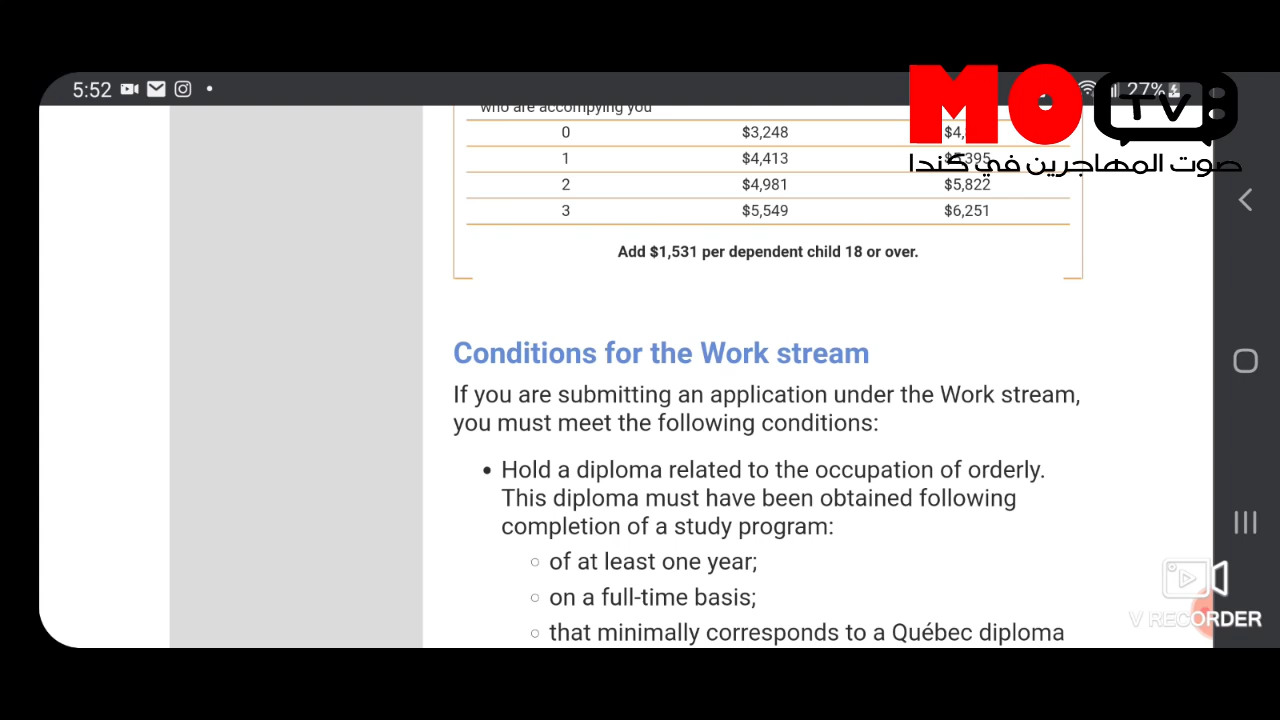 5:52
27%
MO TV
صوت المهاجرين في كندا
who are accompying you
0 $3,248
1 $4,413 395
2 $4,981 $5,822
3 $5,549 $6,251
Add $1,531 per dependent child 18 or over.
Conditions for the Work stream
If you are submitting an application under the Work stream,
you must meet the following conditions:
• Hold a diploma related to the occupation of orderly.
This diploma must have been obtained following
completion of a study program:
○ of at least one year;
○ on a full-time basis;
○ that minimally corresponds to a Québec diploma
V RECORDER